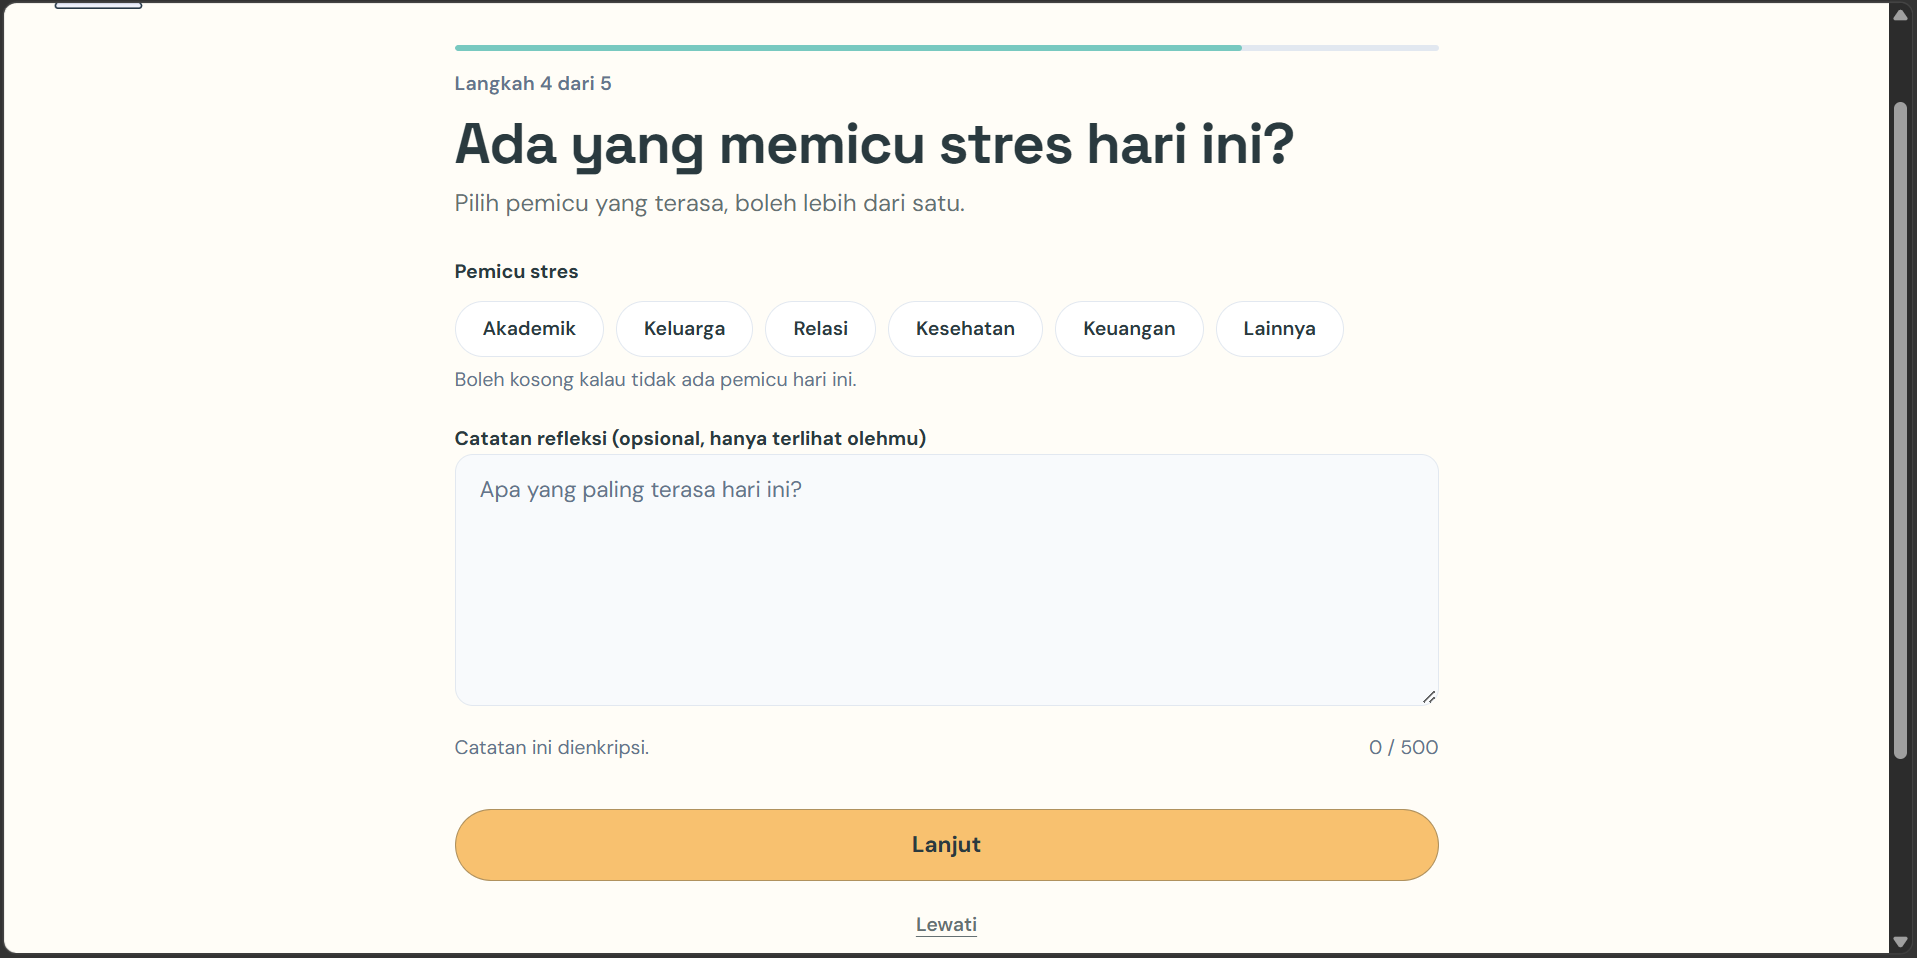 Langkah 4 dari 5
Ada yang memicu stres hari ini?
Pilih pemicu yang terasa, boleh lebih dari satu.
Pemicu stres
Akademik Keluarga Relasi Kesehatan Keuangan Lainnya
Boleh kosong kalau tidak ada pemicu hari ini.
Catatan refleksi (opsional, hanya terlihat olehmu)
Apa yang paling terasa hari ini?
Catatan ini dienkripsi. 0 / 500
Lanjut
Lewati